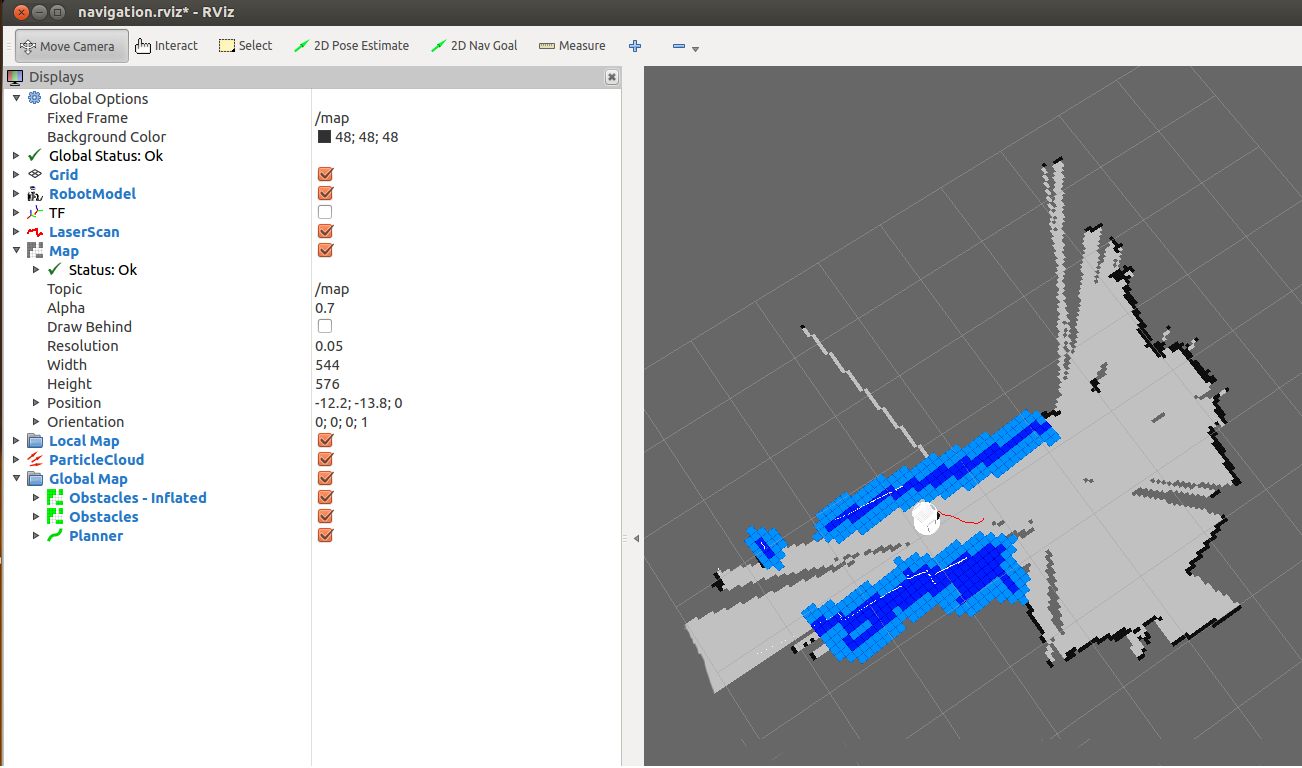 navigation.rviz* - RViz
Move Camera Interact Select 2D Pose Estimate 2D Nav Goal Measure
Displays
Global Options
Fixed Frame /map
Background Color 48; 48; 48
Global Status: Ok
Grid
RobotModel
TF
LaserScan
Map
Status: Ok
Topic /map
Alpha 0.7
Draw Behind
Resolution 0.05
Width 544
Height 576
Position -12.2; -13.8; 0
Orientation 0; 0; 0; 1
Local Map
ParticleCloud
Global Map
Obstacles - Inflated
Obstacles
Planner